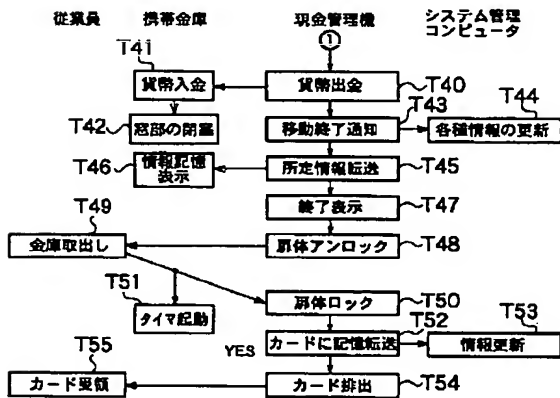 従業員 携帯金庫 現金管理機 システム管理
コンピュータ
T41 ①
貨幣入金 貨幣出金 T40
T43 T44
T42 窓部の閉塞 移動終了通知 各種情報の更新
T46 情報記憶 所定情報転送 T45
表示
終了表示 T47
T49
金庫取出し 扉体アンロック T48
T51 扉体ロック T50
タイマ起動 T52 T53
YES カードに記憶転送 情報更新
T55
カード受領 カード排出 T54